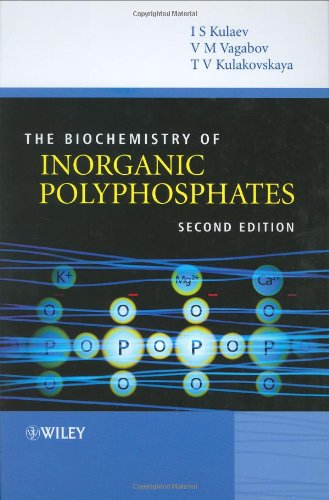 I S Kulaev
V M Vagabov
T V Kulakovskaya
THE BIOCHEMISTRY OF
INORGANIC
POLYPHOSPHATES
SECOND EDITION
K+ Mg2+ Ca2+
O O O O
P O P O P O P O P
O O O O
WILEY